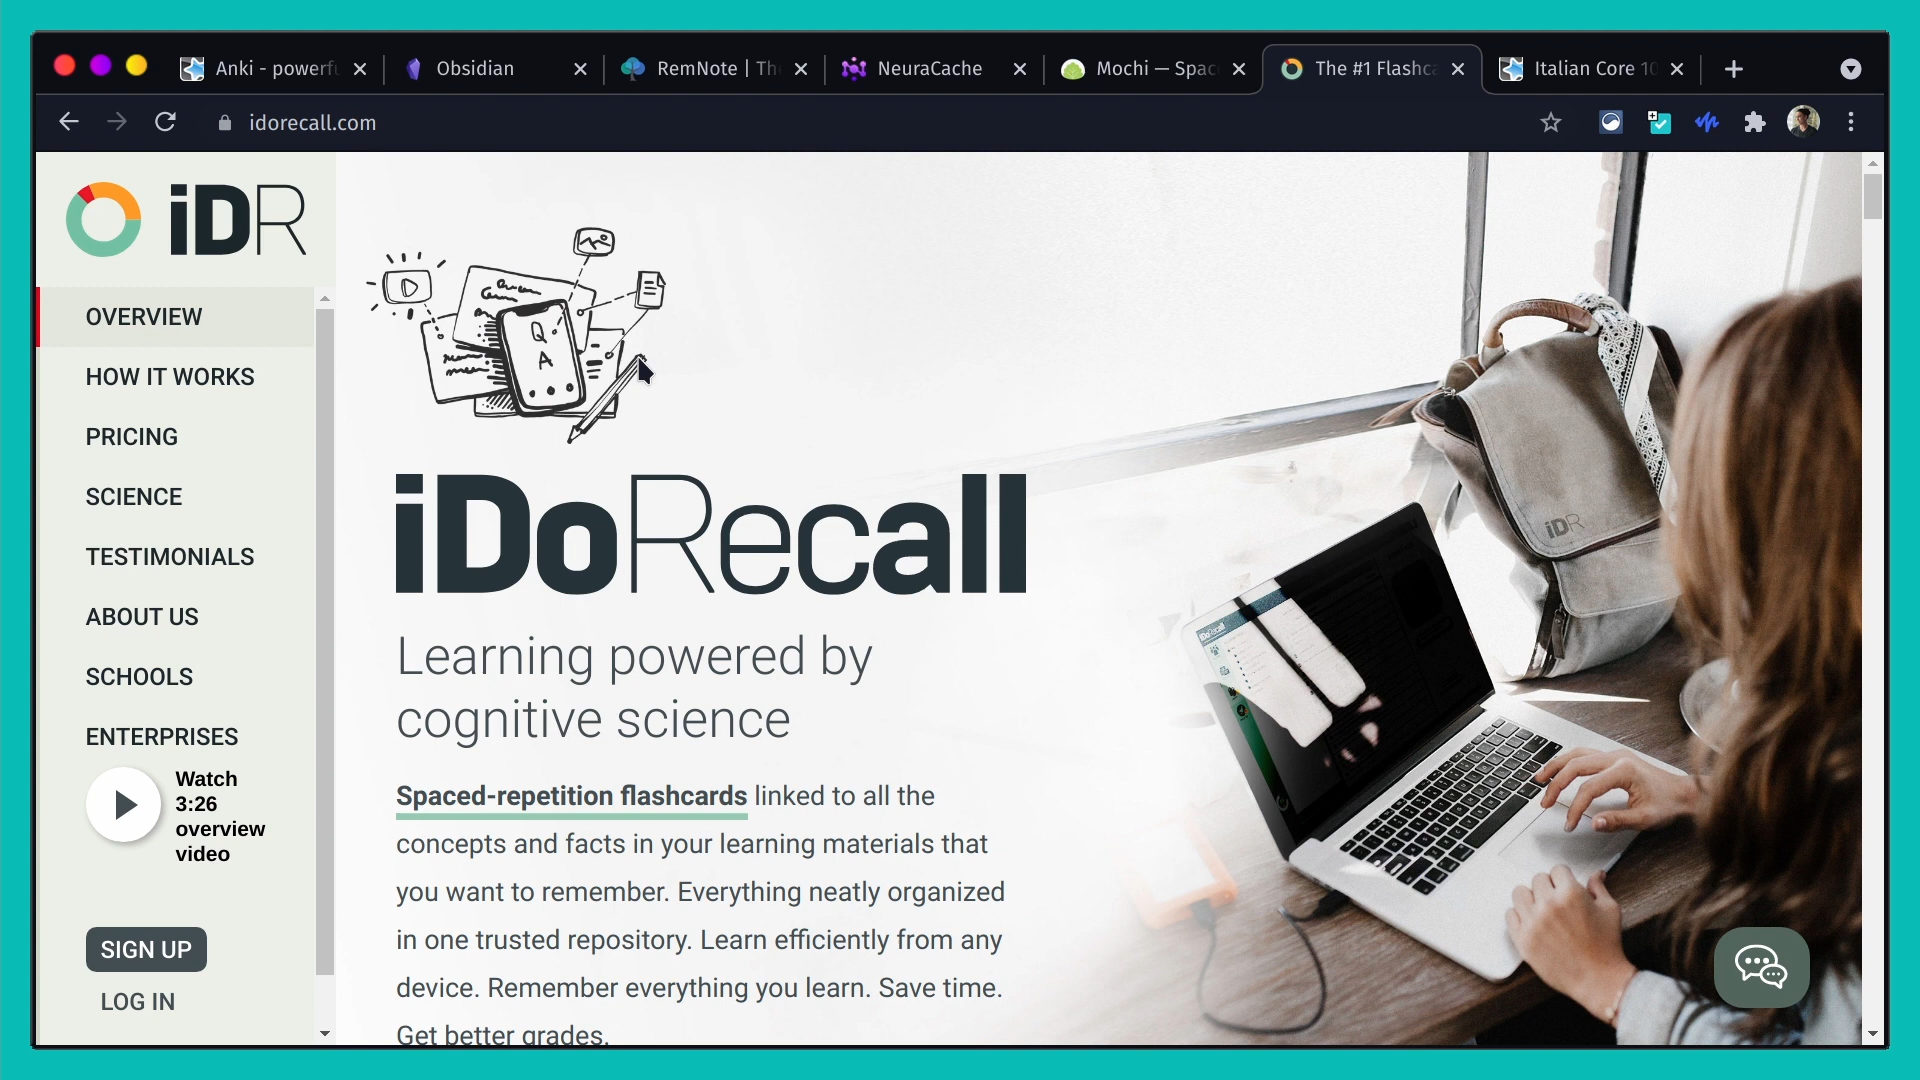 Anki - powerfu
Obsidian
RemNote | Th
NeuraCache
Mochi — Spac
The #1 Flashca
Italian Core 10
idorecall.com
iDR
OVERVIEW
HOW IT WORKS
PRICING
SCIENCE
TESTIMONIALS
ABOUT US
SCHOOLS
ENTERPRISES
Watch
3:26
overview
video
SIGN UP
LOG IN
Q
A
iDoRecall
Learning powered by
cognitive science
Spaced-repetition flashcards linked to all the
concepts and facts in your learning materials that
you want to remember. Everything neatly organized
in one trusted repository. Learn efficiently from any
device. Remember everything you learn. Save time.
Get better grades.
iDR
iDoRecall